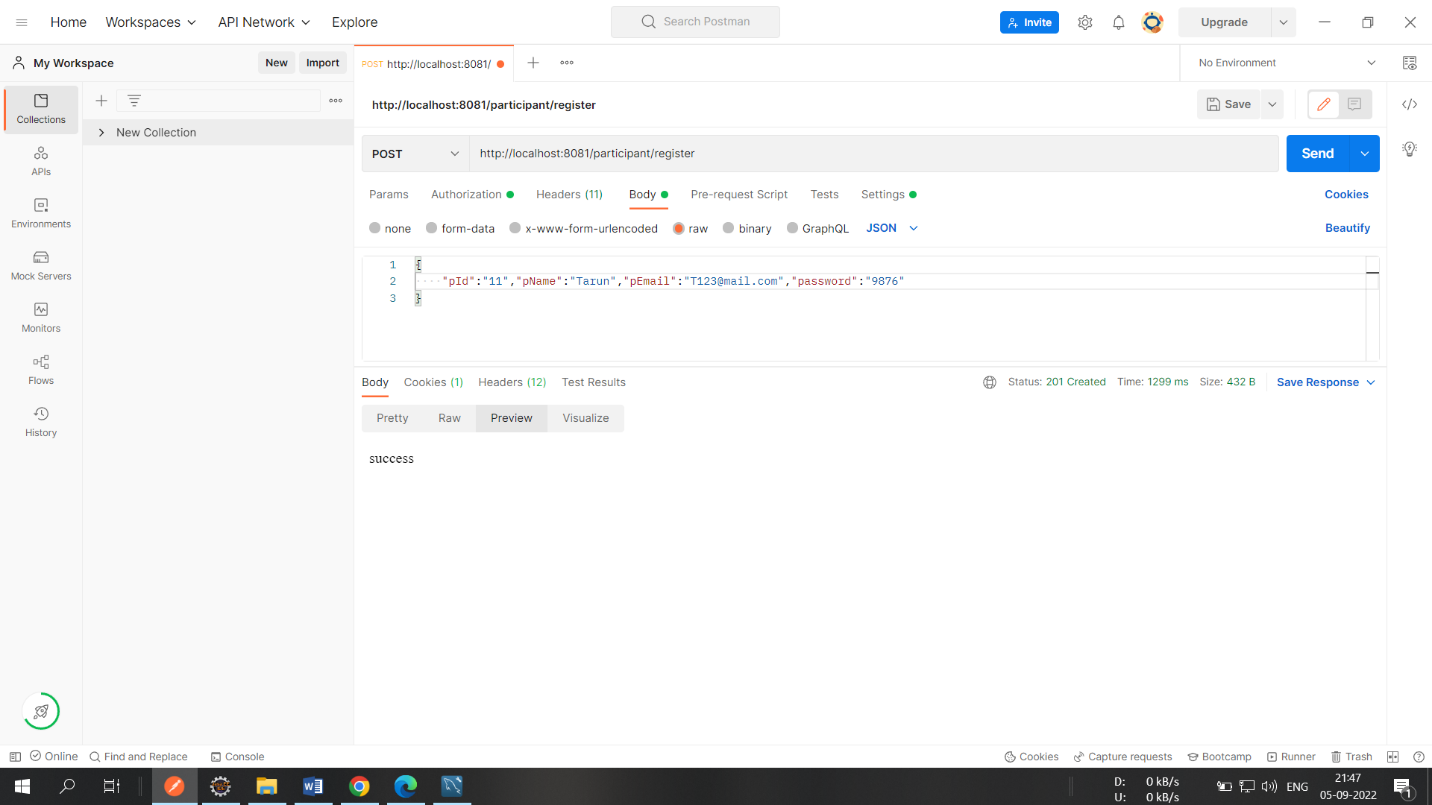 Home Workspaces API Network Explore Search Postman Invite Upgrade
My Workspace New Import POST http://localhost:8081/ No Environment
http://localhost:8081/participant/register Save
Collections
New Collection
POST http://localhost:8081/participant/register Send
APIs
Params Authorization Headers (11) Body Pre-request Script Tests Settings Cookies
Environments
none form-data x-www-form-urlencoded raw binary GraphQL JSON Beautify
Mock Servers
1 {
2 ····"pId":"11","pName":"Tarun","pEmail":"T123@mail.com","password":"9876"
3 }
Monitors
Flows
Body Cookies (1) Headers (12) Test Results Status: 201 Created Time: 1299 ms Size: 432 B Save Response
History
Pretty Raw Preview Visualize
success
Online Find and Replace Console Cookies Capture requests Bootcamp Runner Trash
D: 0 kB/s
U: 0 kB/s
ENG
21:47
05-09-2022
1